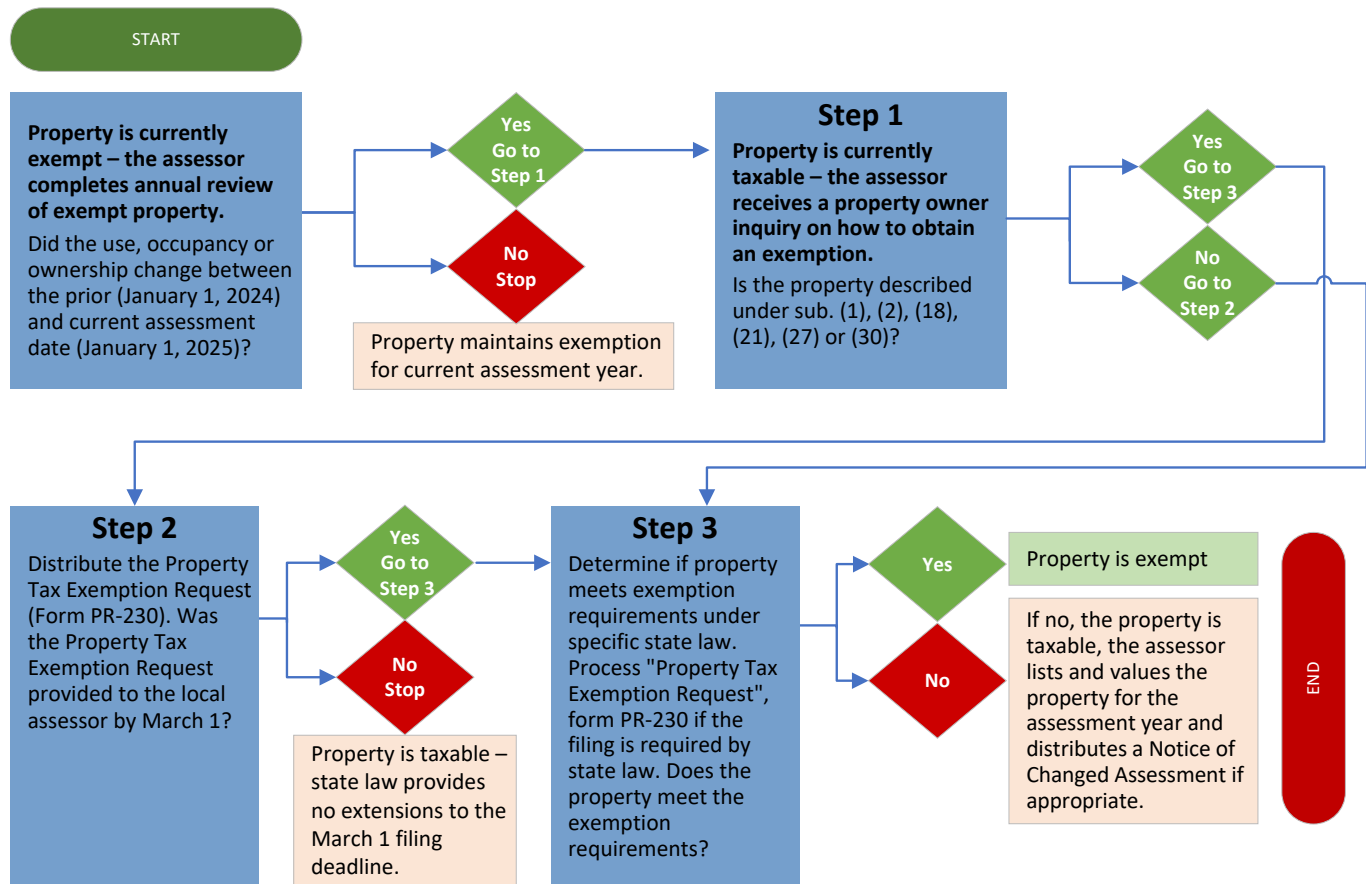 START
Property is currently
exempt – the assessor
completes annual review
of exempt property.
Did the use, occupancy or
ownership change between
the prior (January 1, 2024)
and current assessment
date (January 1, 2025)?
Yes
Go to
Step 1
No
Stop
Property maintains exemption
for current assessment year.
Step 1
Property is currently
taxable – the assessor
receives a property owner
inquiry on how to obtain
an exemption.
Is the property described
under sub. (1), (2), (18),
(21), (27) or (30)?
Yes
Go to
Step 3
No
Go to
Step 2
Step 2
Distribute the Property
Tax Exemption Request
(Form PR-230). Was
the Property Tax
Exemption Request
provided to the local
assessor by March 1?
Yes
Go to
Step 3
No
Stop
Property is taxable –
state law provides
no extensions to the
March 1 filing
deadline.
Step 3
Determine if property
meets exemption
requirements under
specific state law.
Process "Property Tax
Exemption Request",
form PR-230 if the
filing is required by
state law. Does the
property meet the
exemption
requirements?
Yes
No
Property is exempt
If no, the property is
taxable, the assessor
lists and values the
property for the
assessment year and
distributes a Notice of
Changed Assessment if
appropriate.
END